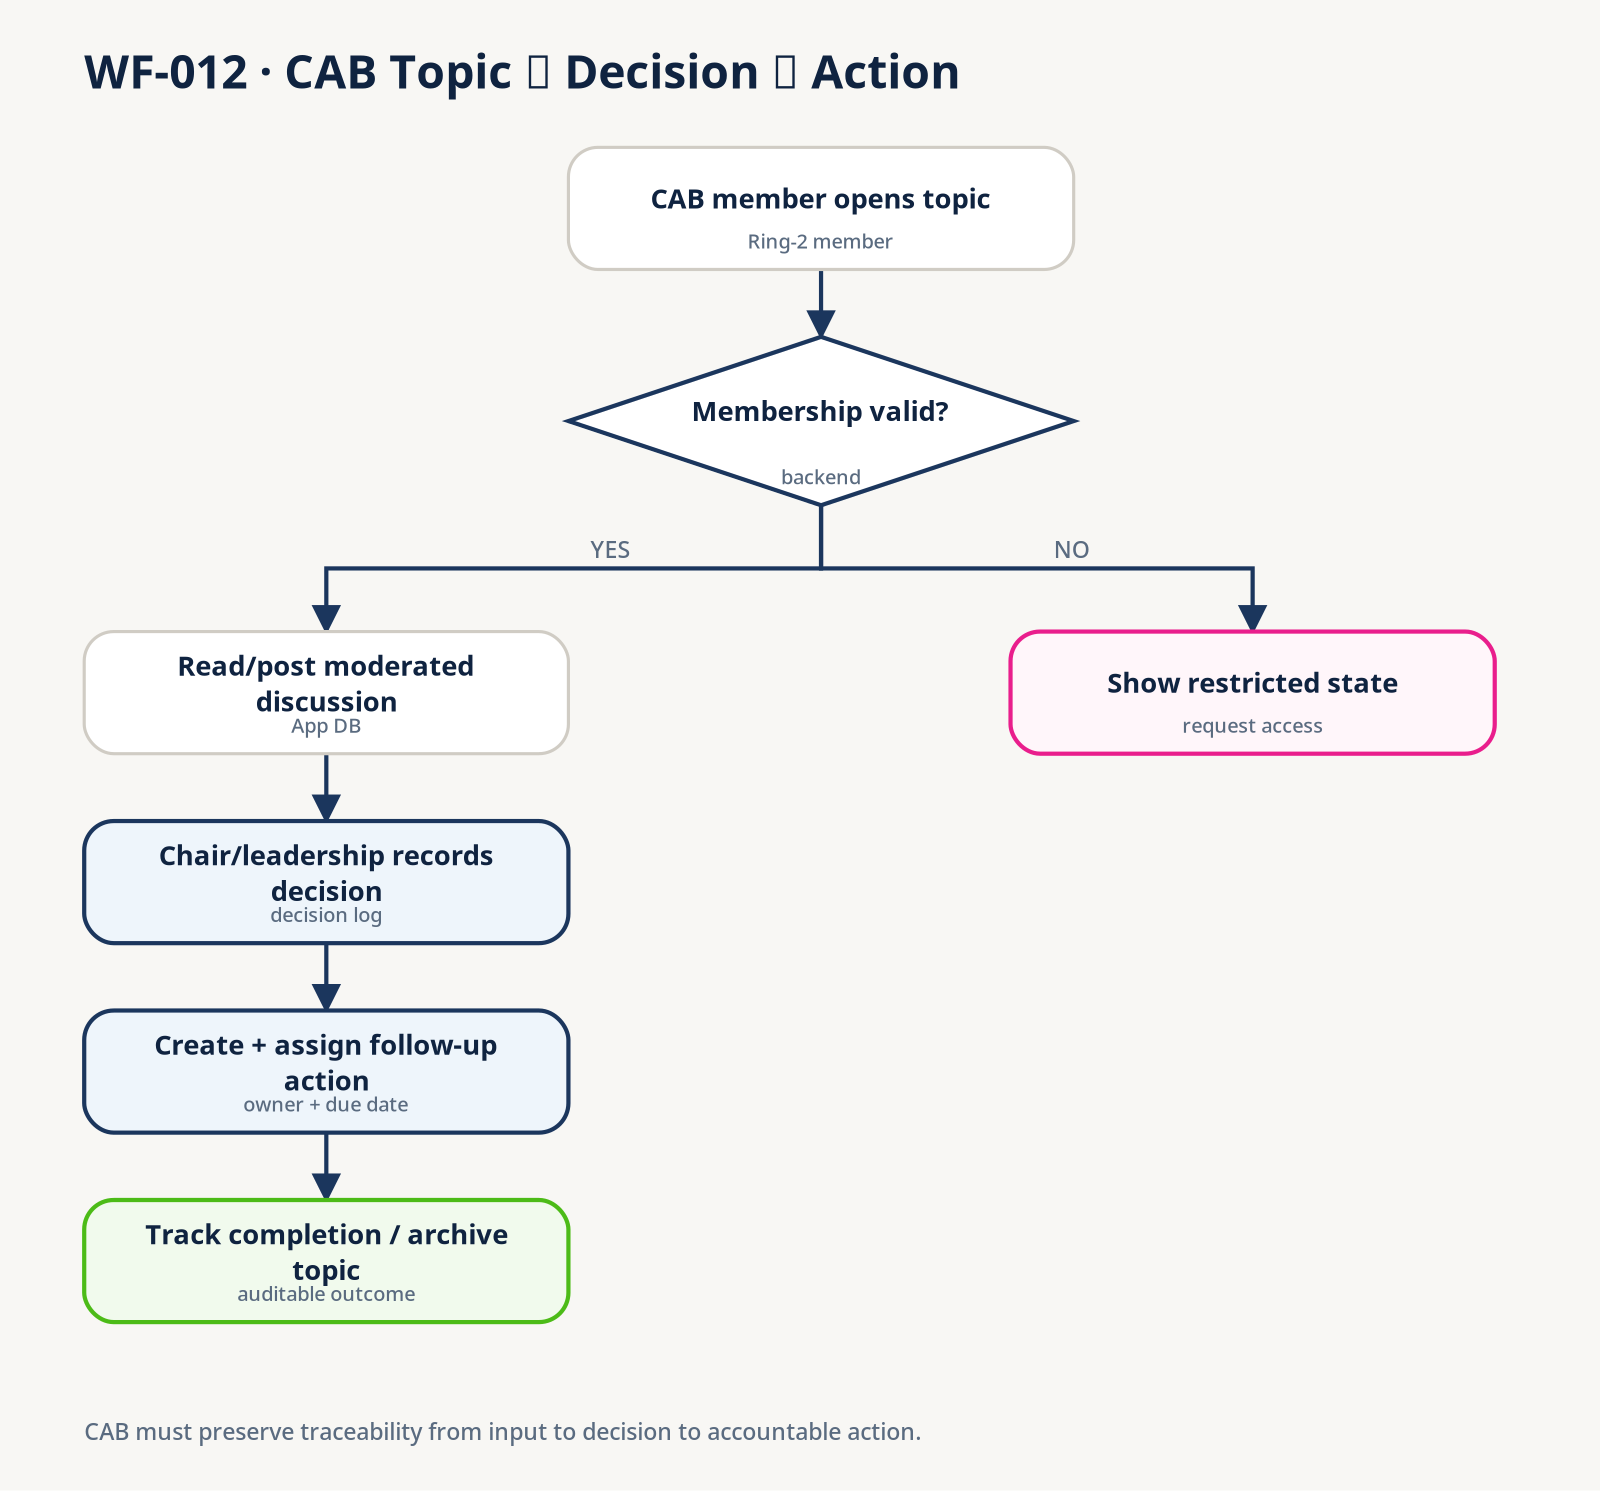 WF-012 · CAB Topic ▯ Decision ▯ Action
CAB member opens topic
Ring-2 member
Membership valid?
backend
YES
NO
Read/post moderated
discussion
App DB
Show restricted state
request access
Chair/leadership records
decision
decision log
Create + assign follow-up
action
owner + due date
Track completion / archive
topic
auditable outcome
CAB must preserve traceability from input to decision to accountable action.